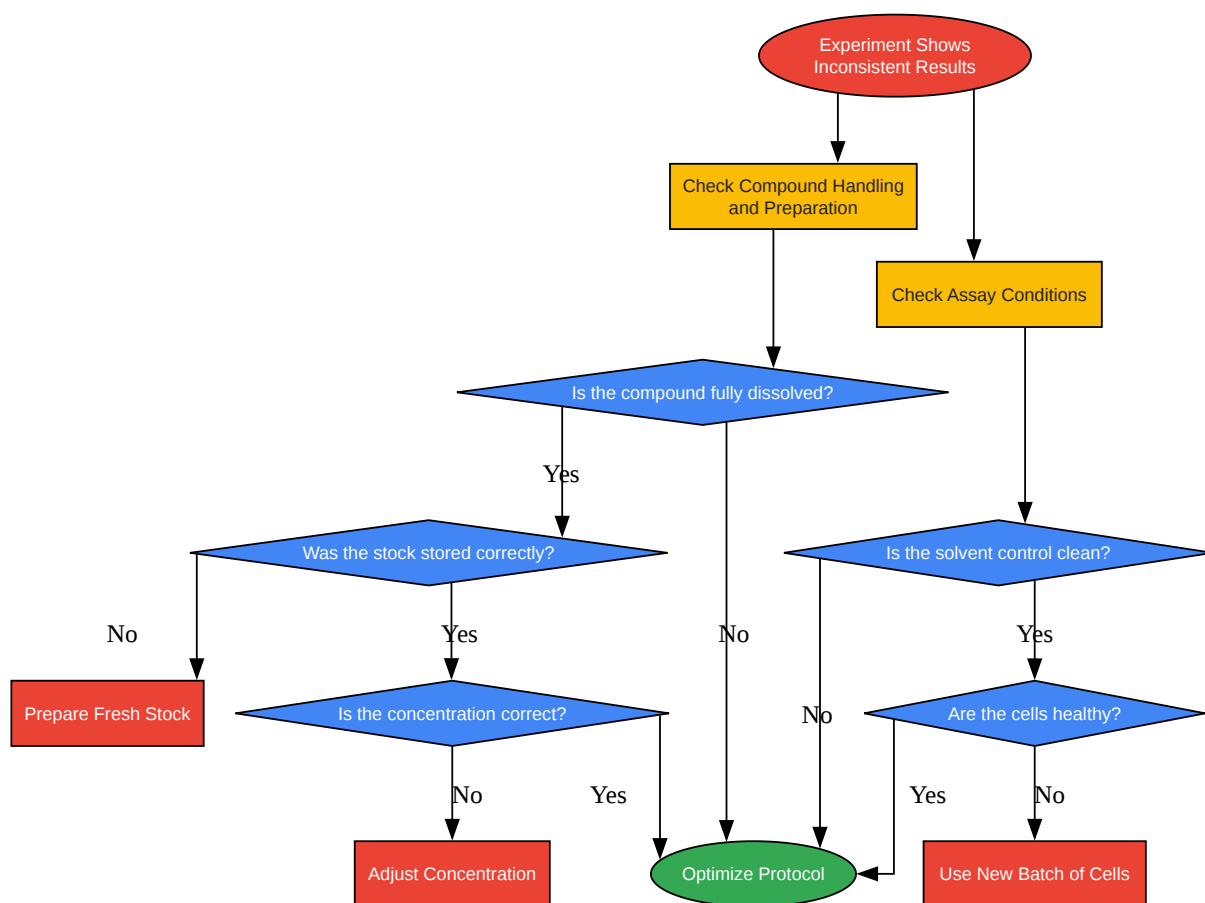 Experiment Shows
Inconsistent Results
Check Compound Handling
and Preparation
Check Assay Conditions
Is the compound fully dissolved?
Yes
Was the stock stored correctly?
Is the solvent control clean?
No
Yes
No
Yes
Prepare Fresh Stock
Is the concentration correct?
No
Are the cells healthy?
No
Yes
Yes
No
Adjust Concentration
Optimize Protocol
Use New Batch of Cells